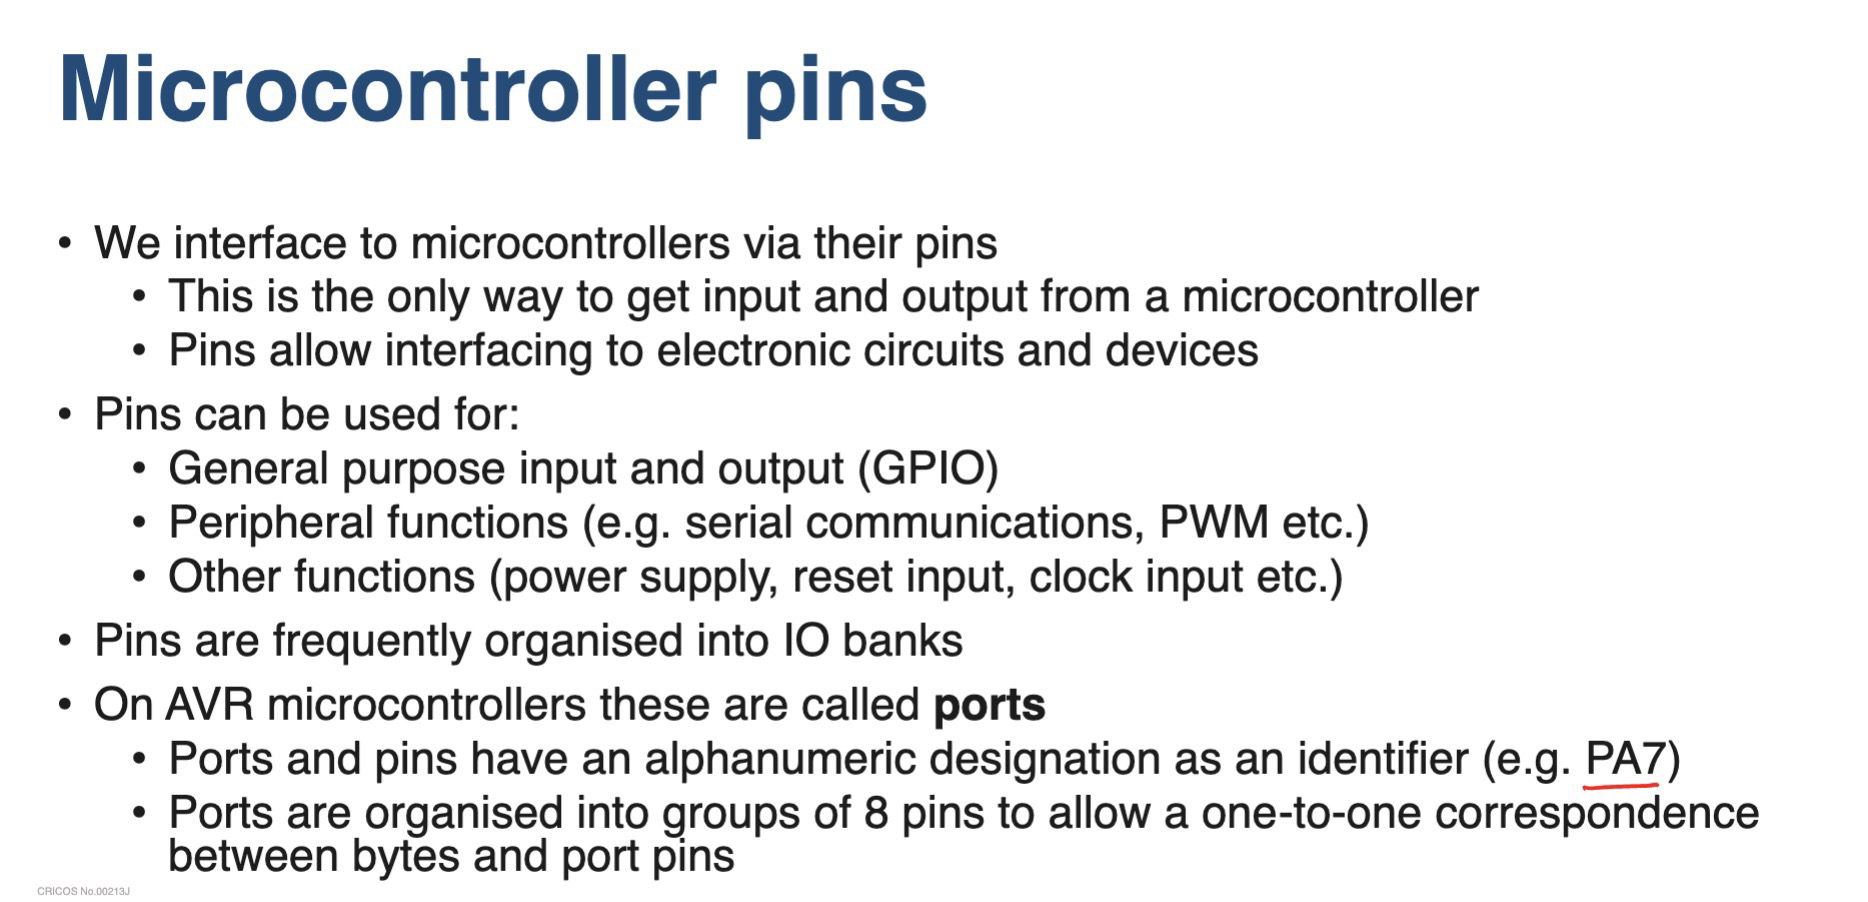 Microcontroller pins
• We interface to microcontrollers via their pins
• This is the only way to get input and output from a microcontroller
• Pins allow interfacing to electronic circuits and devices
• Pins can be used for:
• General purpose input and output (GPIO)
• Peripheral functions (e.g. serial communications, PWM etc.)
• Other functions (power supply, reset input, clock input etc.)
• Pins are frequently organised into IO banks
• On AVR microcontrollers these are called ports
• Ports and pins have an alphanumeric designation as an identifier (e.g. PA7)
• Ports are organised into groups of 8 pins to allow a one-to-one correspondence
between bytes and port pins
CRICOS No.00213J